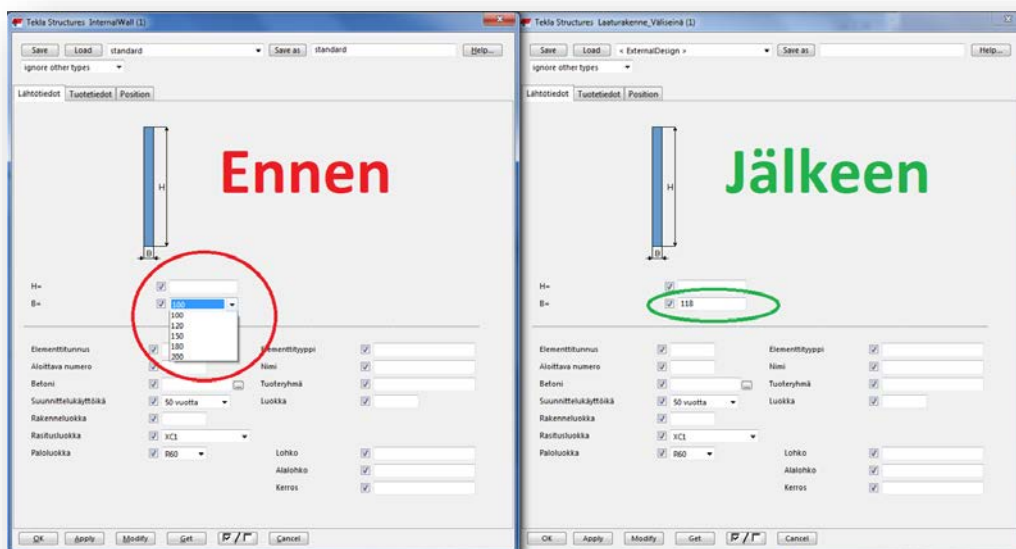 Tekla Structures InternalWall (1)
Save Load standard Save as standard Help...
ignore other types
Lähtötiedot Tuotetiedot Position
H
B
Ennen
H=
B= 100
100
120
150
180
200
Elementtitunnus Elementtityyppi
Aloittava numero Nimi
Betoni Tuoteryhmä
Suunnittelukäyttöikä 50 vuotta Luokka
Rakenneluokka
Rasitusluokka XC1
Paloluokka R60 Lohko
Alalohko
Kerros
OK Apply Modify Get Cancel
Tekla Structures Laaturakenne_Väliseinä (1)
Save Load < ExternalDesign > Save as Help...
ignore other types
Lähtötiedot Tuotetiedot Position
H
B
Jälkeen
H=
B= 118
Elementtitunnus Elementtityyppi
Aloittava numero Nimi
Betoni Tuoteryhmä
Suunnittelukäyttöikä 50 vuotta Luokka
Rakenneluokka
Rasitusluokka XC1
Paloluokka R60 Lohko
Alalohko
Kerros
OK Apply Modify Get Cancel